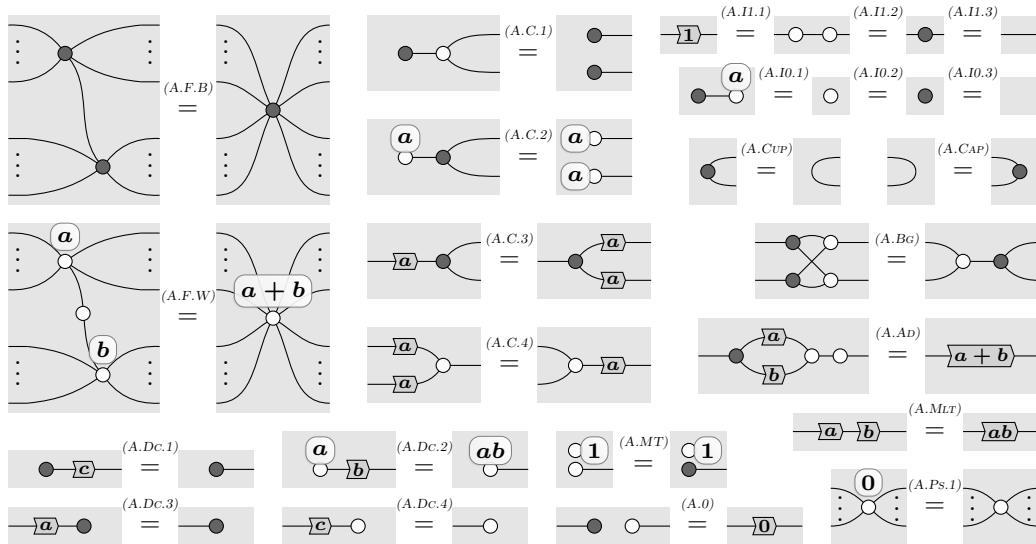 (A.F.B)
=
(A.C.1)
=
1
(A.I1.1)
=
(A.I1.2)
=
(A.I1.3)
=
a
(A.I0.1)
=
(A.I0.2)
=
(A.I0.3)
=
a
(A.C.2)
=
a
a
(A.CUP)
=
(A.CAP)
=
a
b
(A.F.W)
=
a + b
a
(A.C.3)
=
a
a
(A.BG)
=
a
a
(A.C.4)
=
a
a
b
(A.AD)
=
a + b
c
(A.DC.1)
=
a
b
(A.DC.2)
=
ab
1
(A.MT)
=
1
a b
(A.MLT)
=
ab
a
(A.DC.3)
=
c
(A.DC.4)
=
(A.0)
=
0
0
(A.PS.1)
=